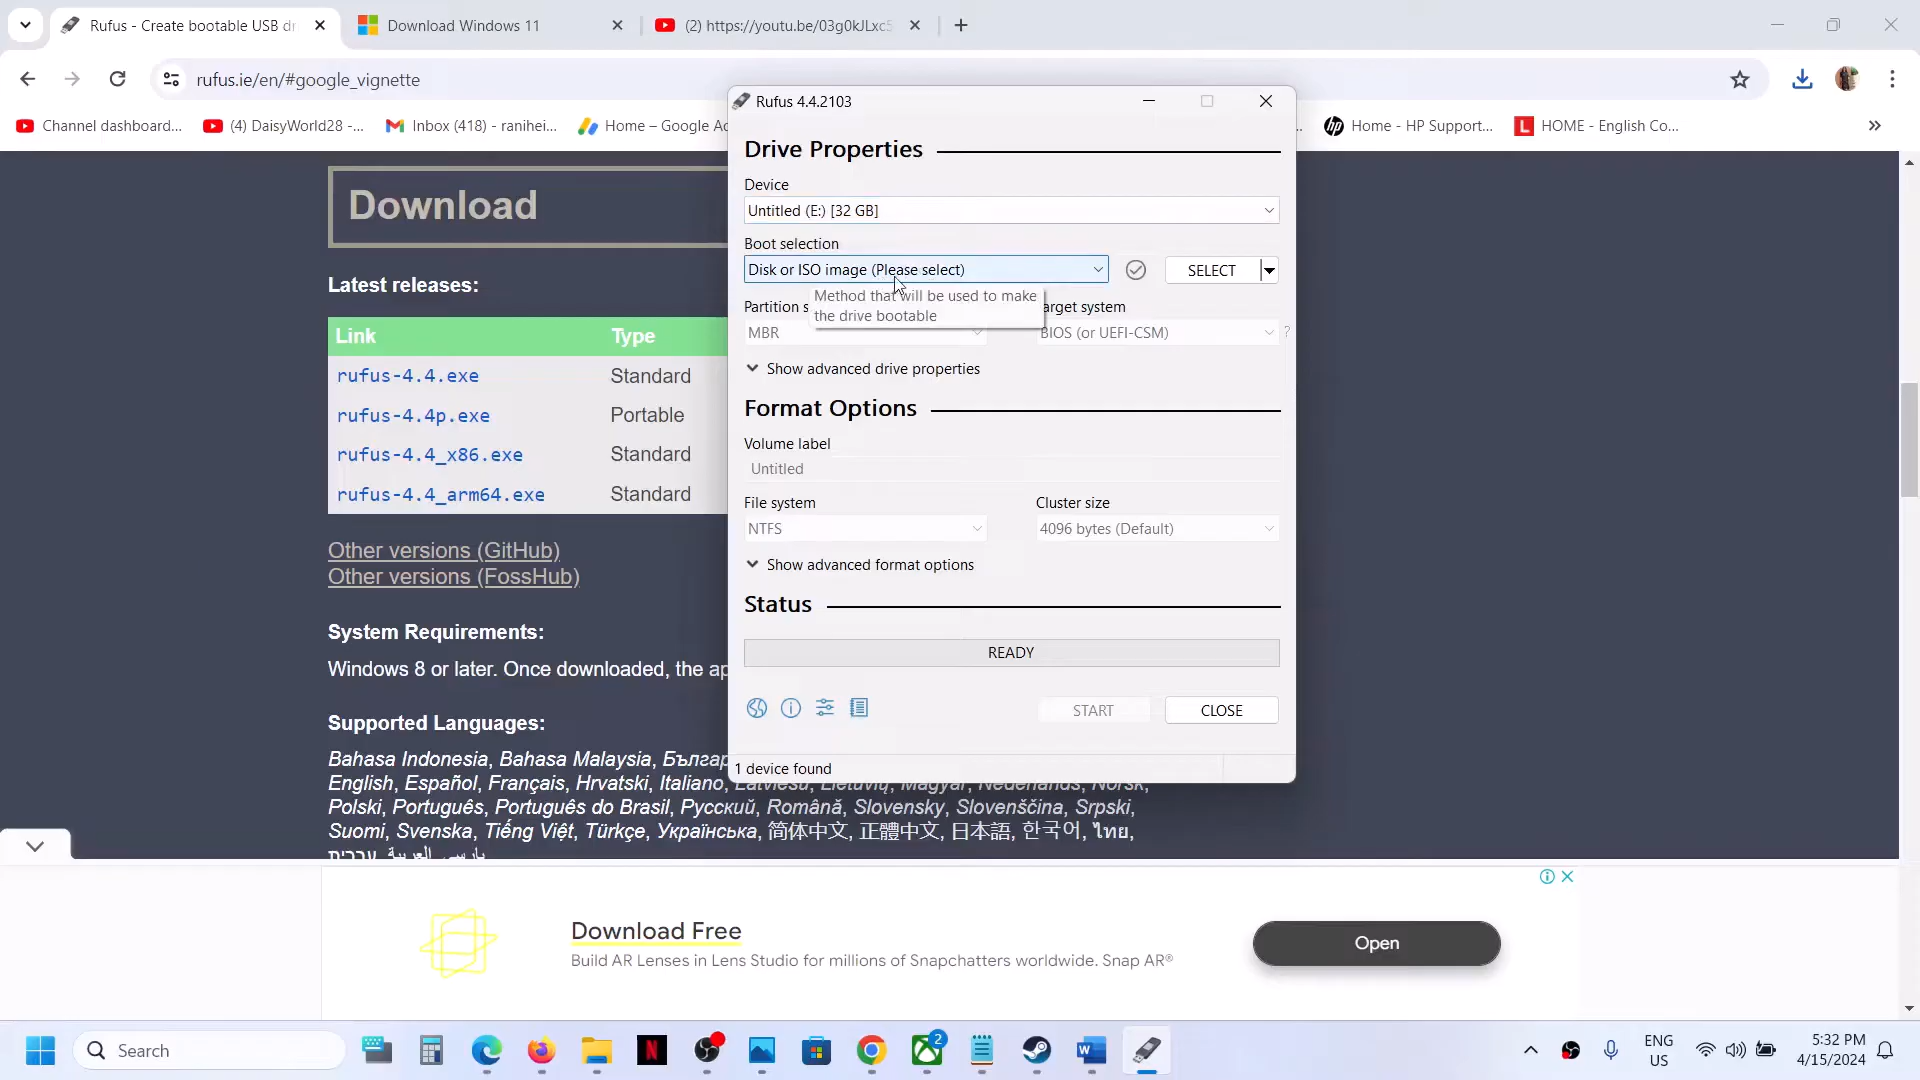 Rufus - Create bootable USB dr
Download Windows 11
(2) https://youtu.be/03g0kJLxc5
rufus.ie/en/#google_vignette
Channel dashboard...
(4) DaisyWorld28 -...
Inbox (418) - ranihei...
Home – Google Ad
Home - HP Support...
HOME - English Co...
Rufus 4.4.2103
Drive Properties
Device
Untitled (E:) [32 GB]
Boot selection
Disk or ISO image (Please select)
SELECT
Method that will be used to make
the drive bootable
Partition s
arget system
MBR
BIOS (or UEFI-CSM)
?
Show advanced drive properties
Format Options
Volume label
Untitled
File system
Cluster size
NTFS
4096 bytes (Default)
Show advanced format options
Status
READY
START
CLOSE
1 device found
Download
Latest releases:
Link
Type
rufus-4.4.exe
Standard
rufus-4.4p.exe
Portable
rufus-4.4_x86.exe
Standard
rufus-4.4_arm64.exe
Standard
Other versions (GitHub)
Other versions (FossHub)
System Requirements:
Windows 8 or later. Once downloaded, the ap
Supported Languages:
Bahasa Indonesia, Bahasa Malaysia, Българ
English, Español, Français, Hrvatski, Italiano, Latviešu, Lietuvių, Magyar, Nederlands, Norsk,
Polski, Português, Português do Brasil, Русский, Română, Slovensky, Slovenščina, Srpski,
Suomi, Svenska, Tiếng Việt, Türkçe, Українська, 简体中文, 正體中文, 日本語, 한국어, ไทย,
Download Free
Build AR Lenses in Lens Studio for millions of Snapchatters worldwide. Snap AR®
Open
Search
2
ENG
US
5:32 PM
4/15/2024